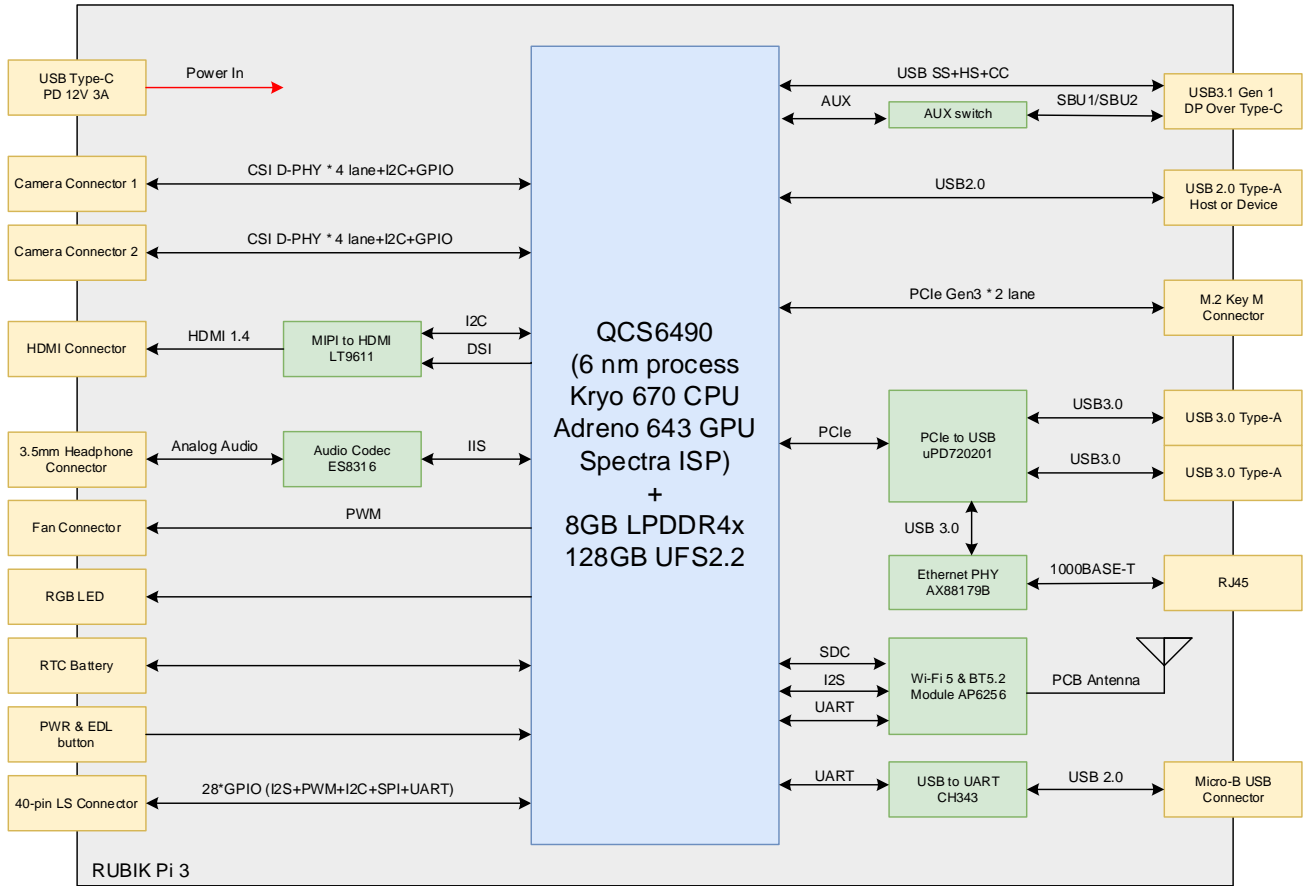 USB Type-C
PD 12V 3A
Power In
Camera Connector 1
CSI D-PHY * 4 lane+I2C+GPIO
Camera Connector 2
CSI D-PHY * 4 lane+I2C+GPIO
HDMI Connector
HDMI 1.4
MIPI to HDMI
LT9611
I2C
DSI
3.5mm Headphone
Connector
Analog Audio
Audio Codec
ES8316
IIS
Fan Connector
PWM
RGB LED
RTC Battery
PWR & EDL
button
40-pin LS Connector
28*GPIO (I2S+PWM+I2C+SPI+UART)
QCS6490
(6 nm process
Kryo 670 CPU
Adreno 643 GPU
Spectra ISP)
+
8GB LPDDR4x
128GB UFS2.2
USB SS+HS+CC
AUX
AUX switch
SBU1/SBU2
USB3.1 Gen 1
DP Over Type-C
USB2.0
USB 2.0 Type-A
Host or Device
PCIe Gen3 * 2 lane
M.2 Key M
Connector
PCIe
PCIe to USB
uPD720201
USB3.0
USB 3.0 Type-A
USB3.0
USB 3.0 Type-A
USB 3.0
Ethernet PHY
AX88179B
1000BASE-T
RJ45
SDC
I2S
UART
Wi-Fi 5 & BT5.2
Module AP6256
PCB Antenna
UART
USB to UART
CH343
USB 2.0
Micro-B USB
Connector
RUBIK Pi 3